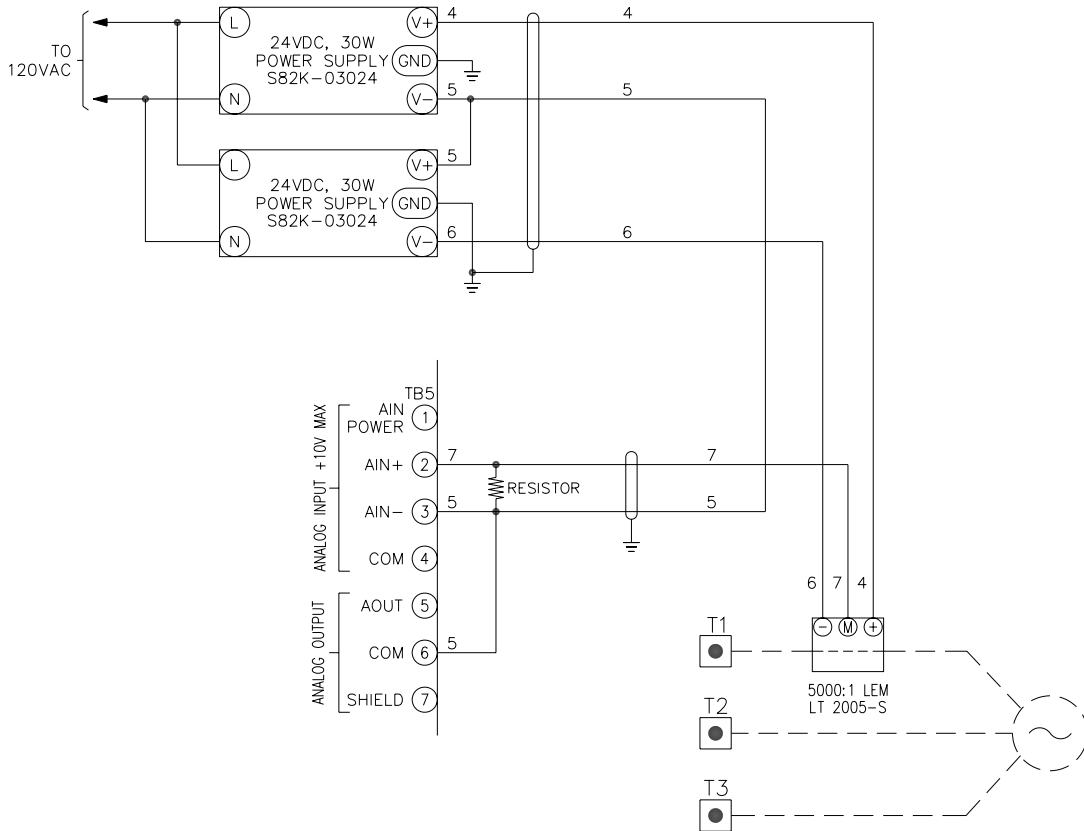 TO
120VAC
L
24VDC, 30W
POWER SUPPLY
S82K-03024
V+
GND
N
V-
4
4
5
5
L
24VDC, 30W
POWER SUPPLY
S82K-03024
V+
GND
N
V-
5
6
6
TB5
ANALOG INPUT +10V MAX
AIN
POWER
1
AIN+
2
7
7
RESISTOR
AIN-
3
5
5
COM
4
ANALOG OUTPUT
AOUT
5
COM
6
5
SHIELD
7
6
7
4
-
M
+
5000:1 LEM
LT 2005-S
T1
T2
T3